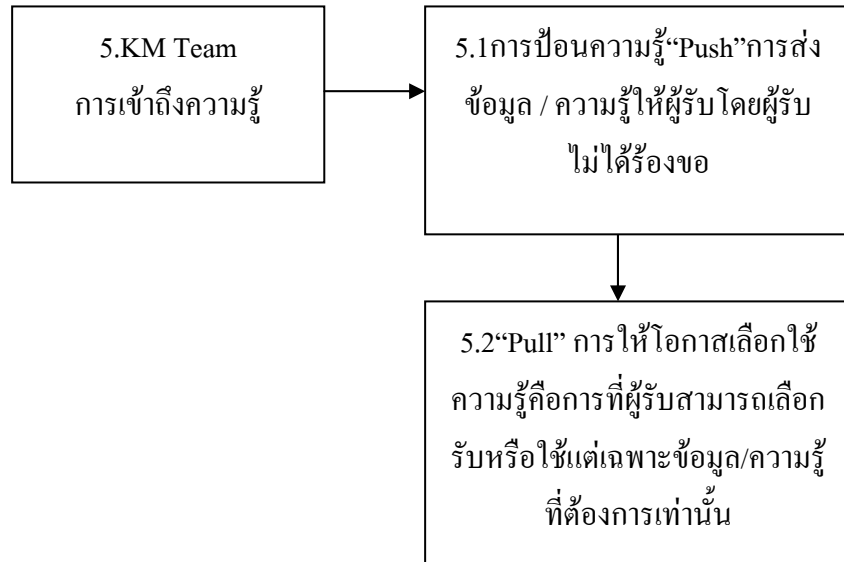 5.KM Team
การเข้าถึงความรู้
5.1การป้อนความรู้“Push”การส่ง
ข้อมูล / ความรู้ให้ผู้รับโดยผู้รับ
ไม่ได้ร้องขอ
5.2“Pull” การให้โอกาสเลือกใช้
ความรู้คือการที่ผู้รับสามารถเลือก
รับหรือใช้แต่เฉพาะข้อมูล/ความรู้
ที่ต้องการเท่านั้น